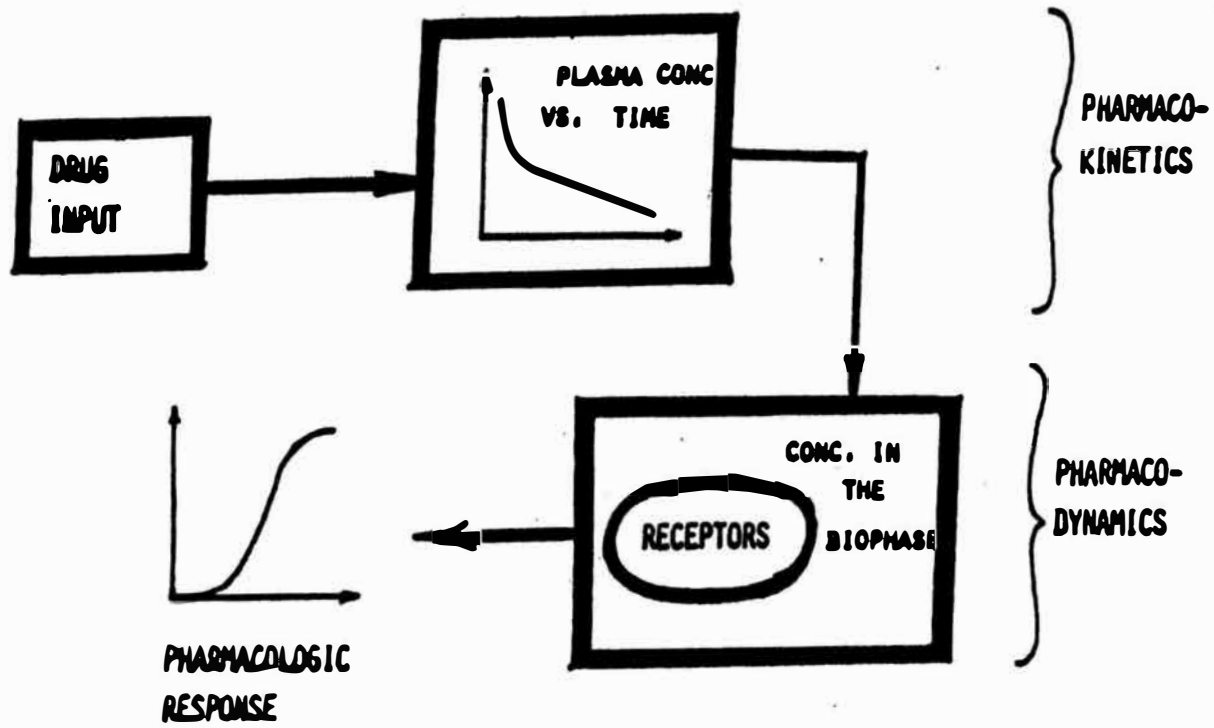 PLASMA CONC
VS. TIME
DRUG
INPUT
PHARMACO-
KINETICS
CONC. IN
THE
BIOPHASE
RECEPTORS
PHARMACO-
DYNAMICS
PHARMACOLOGIC
RESPONSE